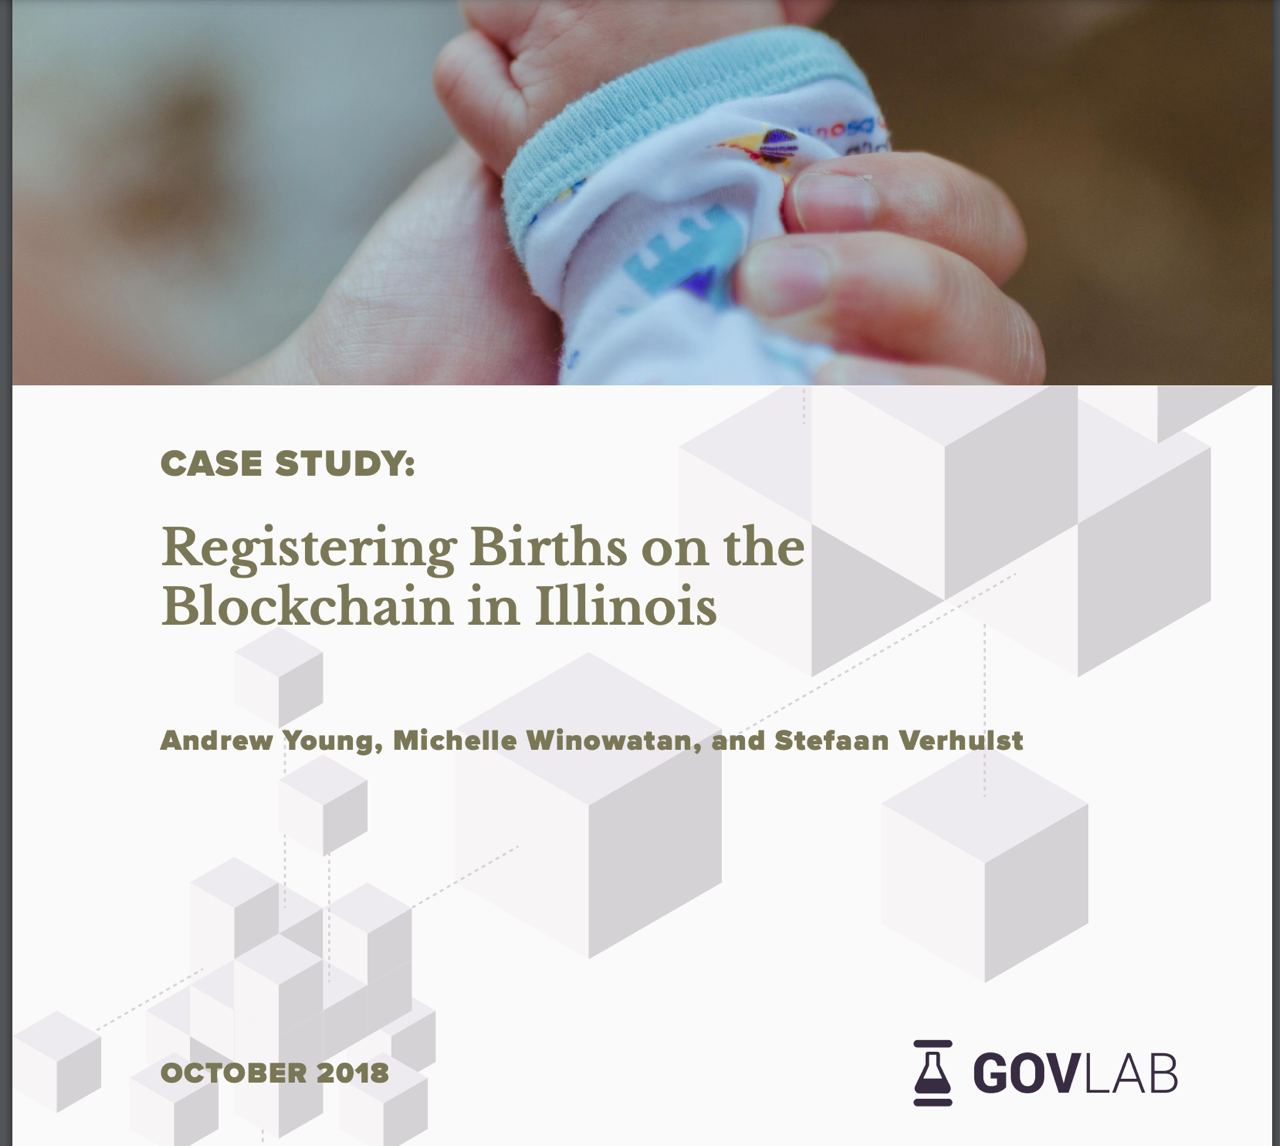 CASE STUDY:
Registering Births on the
Blockchain in Illinois
Andrew Young, Michelle Winowatan, and Stefaan Verhulst
OCTOBER 2018
GOVLAB